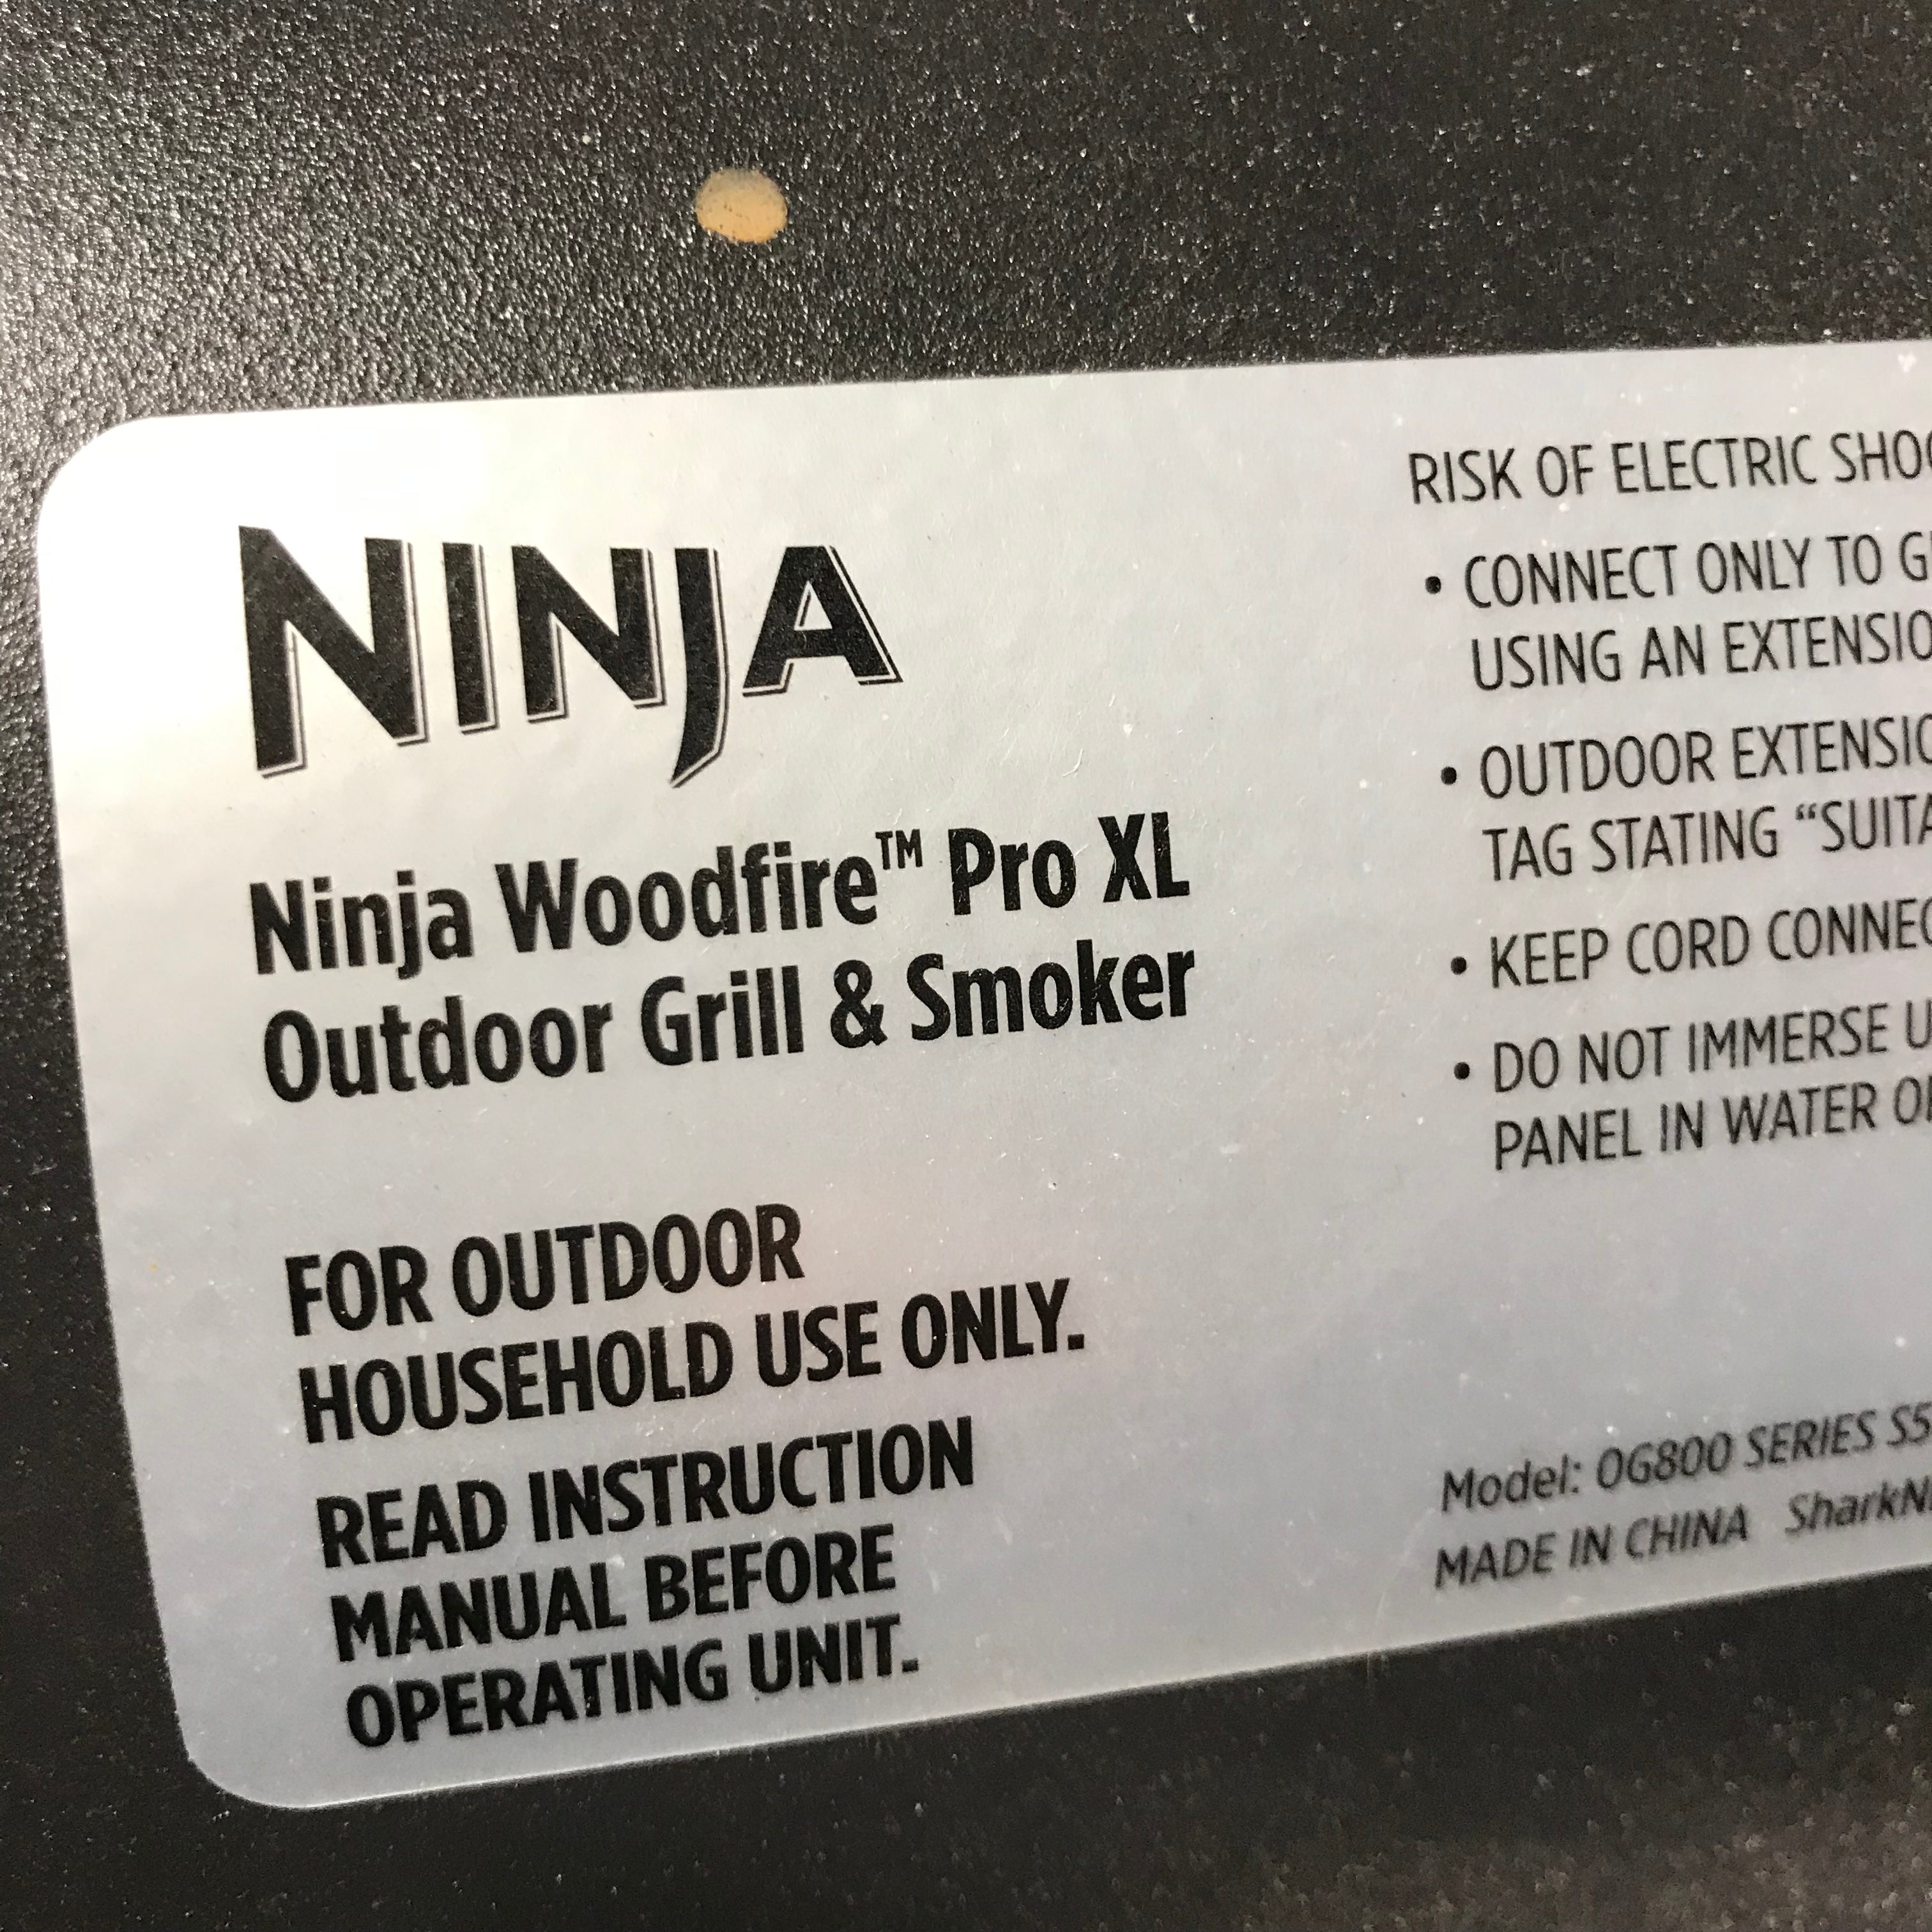 NINJA
Ninja Woodfire™ Pro XL
Outdoor Grill & Smoker
FOR OUTDOOR
HOUSEHOLD USE ONLY.
READ INSTRUCTION
MANUAL BEFORE
OPERATING UNIT.
RISK OF ELECTRIC
• CONNECT ONLY TO
USING AN
• OUTDOOR
TAG STATING
• KEEP CORD
• DO NOT IMMERSE
PANEL IN WATER
Model: OG800 SERIES
MADE IN CHINA